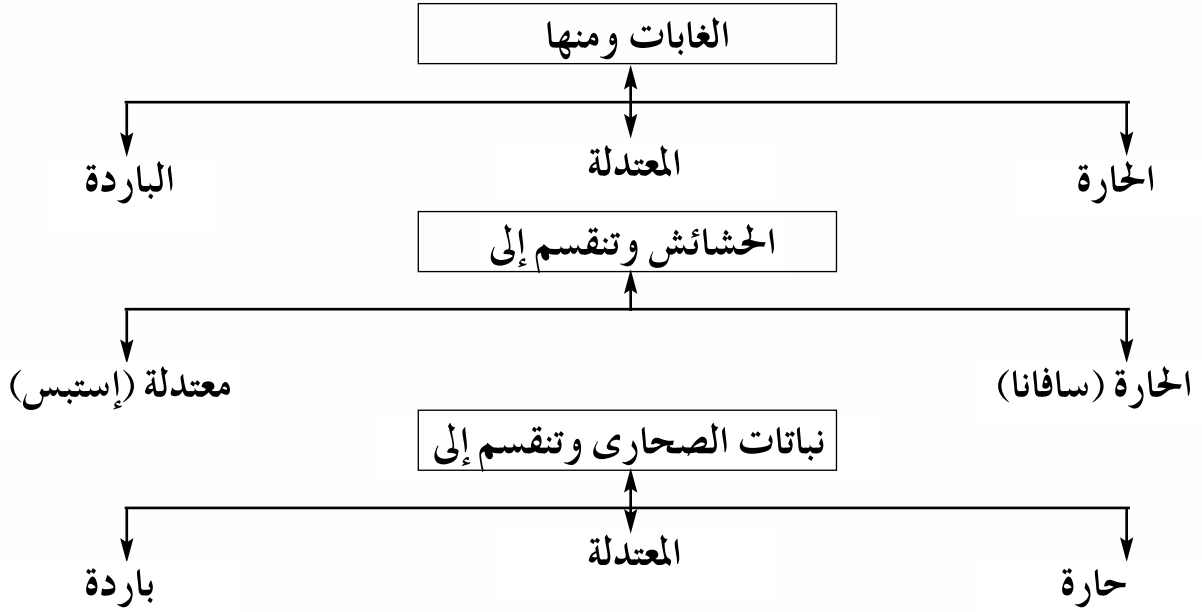 الغابات ومنها
الحارة المعتدلة الباردة
الحشائش وتنقسم إلى
الحارة (سافانا) معتدلة (إستبس)
نباتات الصحارى وتنقسم إلى
حارة المعتدلة باردة